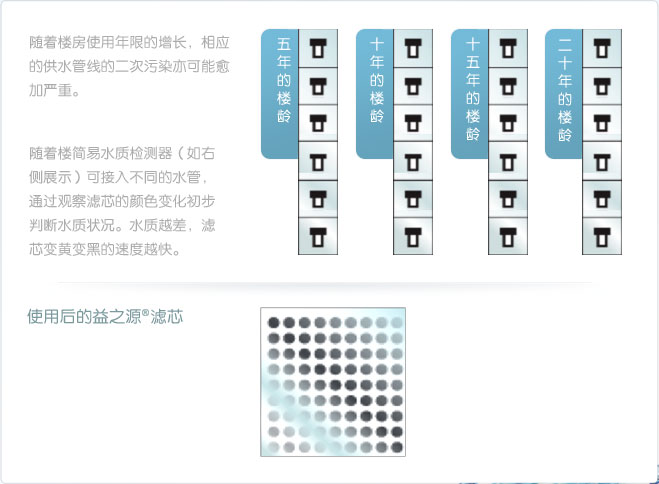 随着楼房使用年限的增长，相应
的供水管线的二次污染亦可能愈
加严重。
随着楼简易水质检测器（如右
侧展示）可接入不同的水管，
通过观察滤芯的颜色变化初步
判断水质状况。水质越差，滤
芯变黄变黑的速度越快。
五年的楼龄
十年的楼龄
十五年的楼龄
二十年的楼龄
使用后的益之源®滤芯